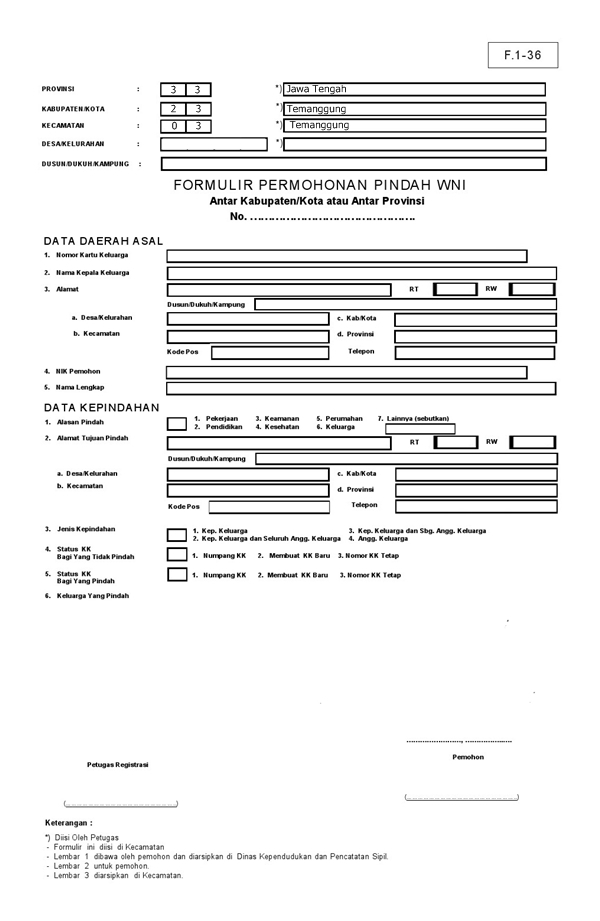 F.1-36
PROVINSI : 3 3 *) Jawa Tengah
KABUPATEN/KOTA : 2 3 *) Temanggung
KECAMATAN : 0 3 *) Temanggung
DESA/KELURAHAN : *)
DUSUN/DUKUH/KAMPUNG :
FORMULIR PERMOHONAN PINDAH WNI
Antar Kabupaten/Kota atau Antar Provinsi
No. ...........................................
DATA DAERAH ASAL
1. Nomor Kartu Keluarga
2. Nama Kepala Keluarga
3. Alamat RT RW
Dusun/Dukuh/Kampung
a. Desa/Kelurahan c. Kab/Kota
b. Kecamatan d. Provinsi
Kode Pos Telepon
4. NIK Pemohon
5. Nama Lengkap
DATA KEPINDAHAN
1. Alasan Pindah 1. Pekerjaan 3. Keamanan 5. Perumahan 7. Lainnya (sebutkan)
2. Pendidikan 4. Kesehatan 6. Keluarga
2. Alamat Tujuan Pindah RT RW
Dusun/Dukuh/Kampung
a. Desa/Kelurahan c. Kab/Kota
b. Kecamatan d. Provinsi
Kode Pos Telepon
3. Jenis Kepindahan 1. Kep. Keluarga 3. Kep. Keluarga dan Sbg. Angg. Keluarga
2. Kep. Keluarga dan Seluruh Angg. Keluarga 4. Angg. Keluarga
4. Status KK
Bagi Yang Tidak Pindah 1. Numpang KK 2. Membuat KK Baru 3. Nomor KK Tetap
5. Status KK
Bagi Yang Pindah 1. Numpang KK 2. Membuat KK Baru 3. Nomor KK Tetap
6. Keluarga Yang Pindah
......................., ....................
Petugas Registrasi Pemohon
(........................................) (........................................)
Keterangan :
*) Diisi Oleh Petugas
- Formulir ini diisi di Kecamatan
- Lembar 1 dibawa oleh pemohon dan diarsipkan di Dinas Kependudukan dan Pencatatan Sipil.
- Lembar 2 untuk pemohon.
- Lembar 3 diarsipkan di Kecamatan.